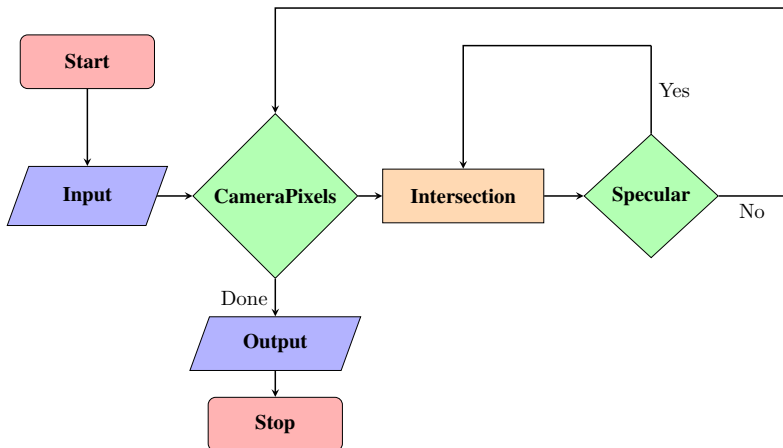 Start
Yes
Input
CameraPixels
Intersection
Specular
No
Done
Output
Stop